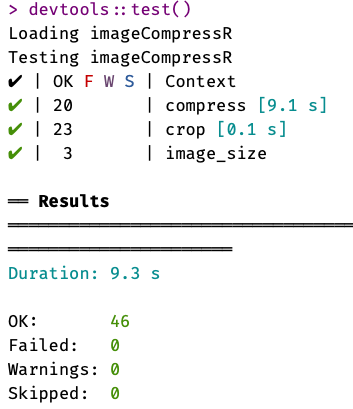 > devtools::test()
Loading imageCompressR
Testing imageCompressR
✔ | OK F W S | Context
✔ | 20       | compress [9.1 s]
✔ | 23       | crop [0.1 s]
✔ |  3       | image_size
══ Results ══════════════════════════════════
══════════════════════
Duration: 9.3 s
OK:       46
Failed:   0
Warnings: 0
Skipped:  0